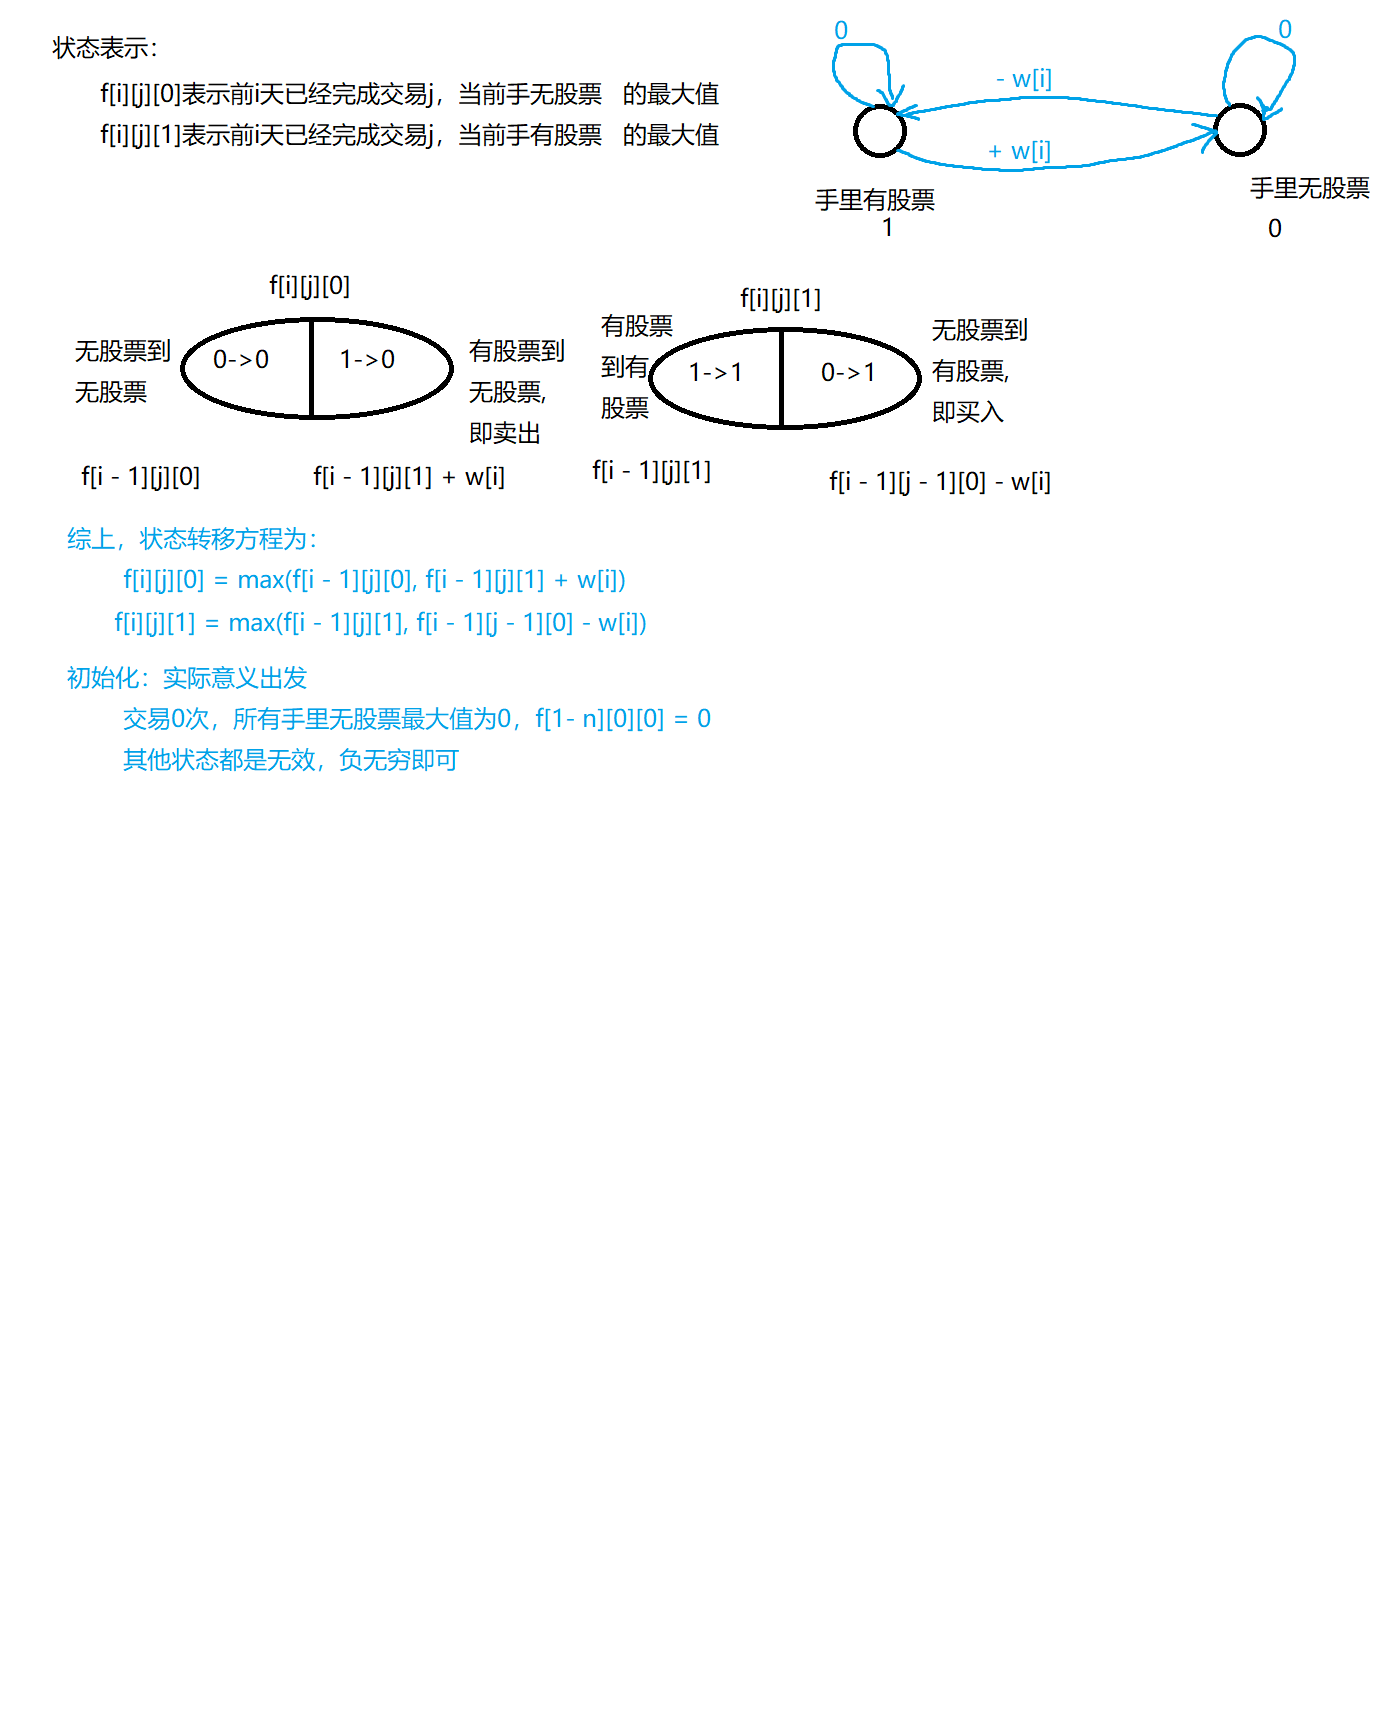 状态表示：
f[i][j][0]表示前i天已经完成交易j，当前手无股票 的最大值
f[i][j][1]表示前i天已经完成交易j，当前手有股票 的最大值
0
0
- w[i]
+ w[i]
手里有股票
1
手里无股票
0
f[i][j][0]
无股票到
无股票
0->0
1->0
有股票到
无股票,
即卖出
f[i - 1][j][0]
f[i - 1][j][1] + w[i]
f[i][j][1]
有股票
到有
股票
1->1
0->1
无股票到
有股票,
即买入
f[i - 1][j][1]
f[i - 1][j - 1][0] - w[i]
综上，状态转移方程为：
f[i][j][0] = max(f[i - 1][j][0], f[i - 1][j][1] + w[i])
f[i][j][1] = max(f[i - 1][j][1], f[i - 1][j - 1][0] - w[i])
初始化：实际意义出发
交易0次，所有手里无股票最大值为0，f[1- n][0][0] = 0
其他状态都是无效，负无穷即可